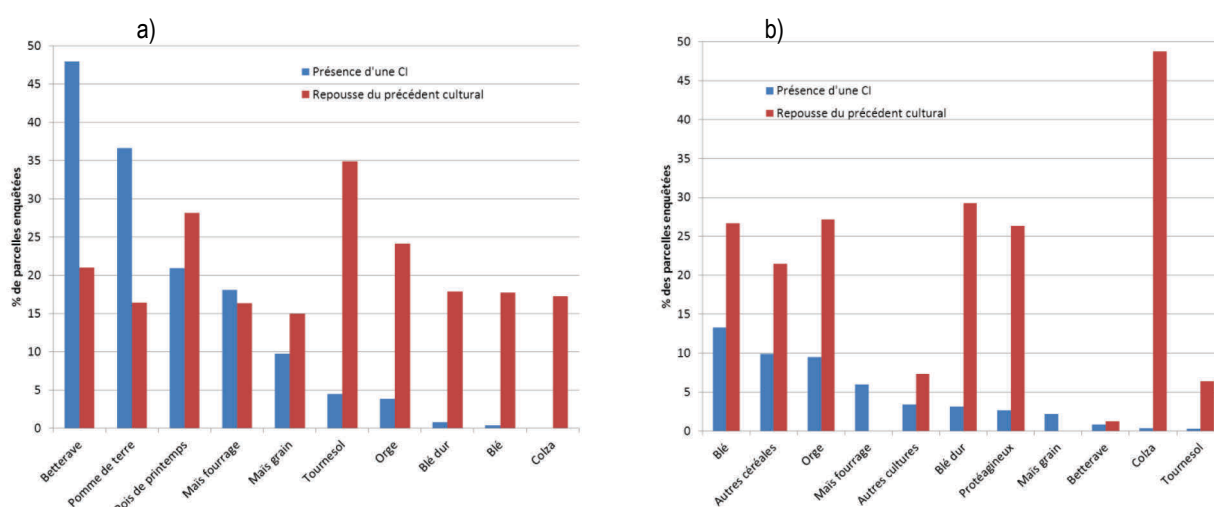 a)
50
45
40
35
30
25
20
15
10
5
0
% de parcelles enquêtées
Présence d'une CI
Repousse du précédent cultural
Betterave
Pomme de terre
Pois de printemps
Maïs fourrage
Maïs grain
Tournesol
Orge
Blé dur
Blé
Colza
b)
50
45
40
35
30
25
20
15
10
5
0
% des parcelles enquêtées
Présence d'une CI
Repousse du précédent cultural
Blé
Autres céréales
Orge
Maïs fourrage
Autres cultures
Blé dur
Protéagineux
Maïs grain
Betterave
Colza
Tournesol